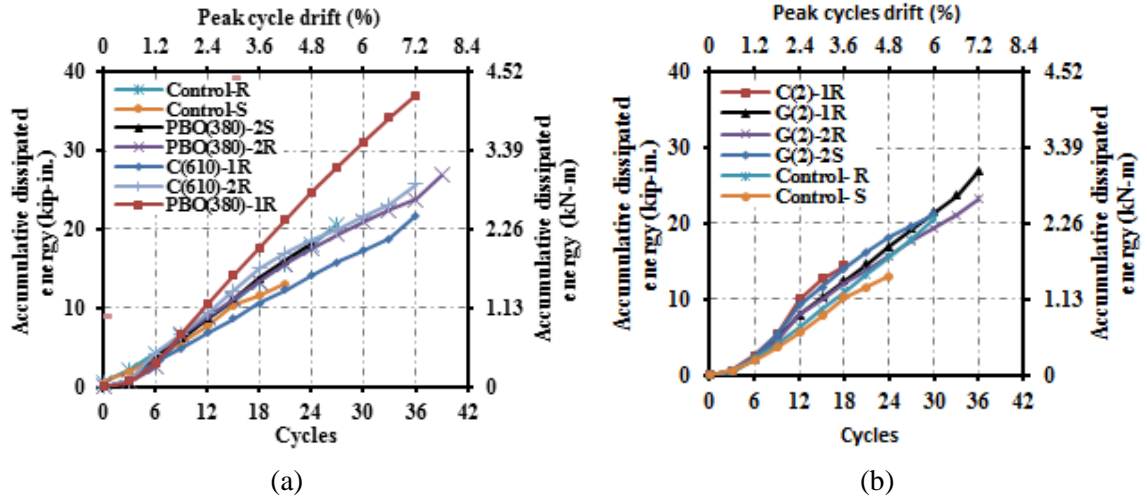 Peak cycle drift (%)
0 1.2 2.4 3.6 4.8 6 7.2 8.4
40
30
20
10
0
Accumulative dissipated
energy (kip-in.)
Control-R
Control-S
PBO(380)-2S
PBO(380)-2R
C(610)-1R
C(610)-2R
PBO(380)-1R
4.52
3.39
2.26
1.13
0
Accumulative dissipated
energy (kN-m)
0 6 12 18 24 30 36 42
Cycles
(a)
Peak cycles drift (%)
0 1.2 2.4 3.6 4.8 6 7.2 8.4
40
30
20
10
0
Accumulative dissipated
energy (kip-in.)
C(2)-1R
G(2)-1R
G(2)-2R
G(2)-2S
Control- R
Control- S
4.52
3.39
2.26
1.13
0
Accumulative dissipated
energy (kN-m)
0 6 12 18 24 30 36 42
Cycles
(b)